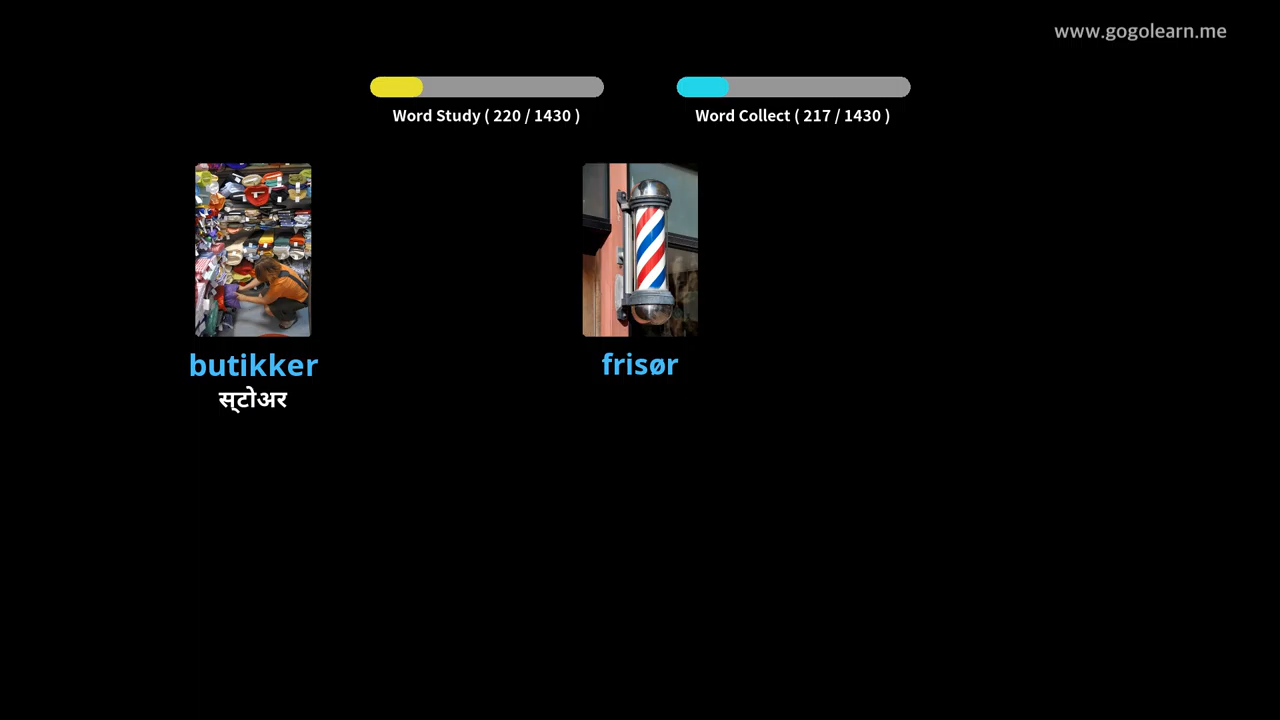 www.gogolearn.me
Word Study ( 220 / 1430 )
Word Collect ( 217 / 1430 )
butikker
स्टोअर
frisør